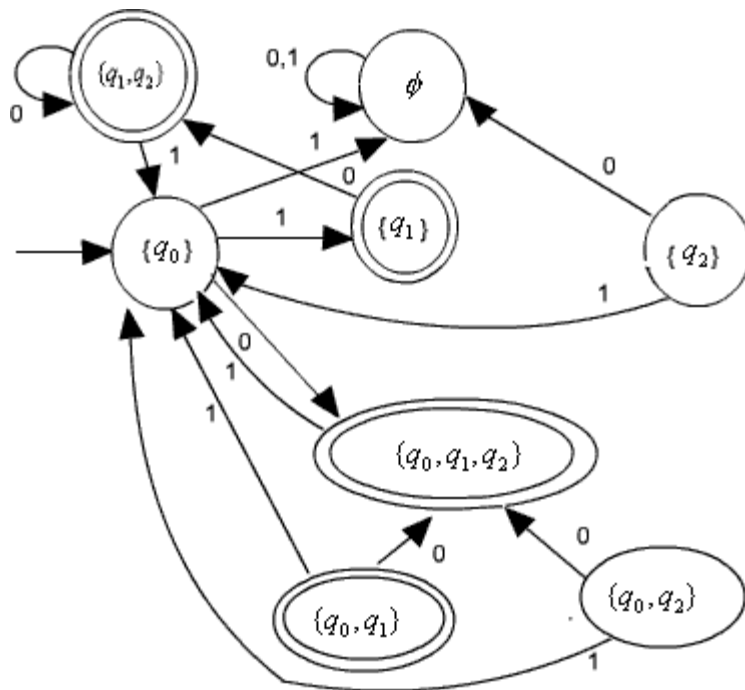 {q₁,q₂)
0,1
ϕ
0
1
1
0
0
{q₁}
1
{q₀}
{q₂}
1
0
1
1
{q₀,q₁,q₂}
0
0
{q₀,q₁}
{q₀,q₂}
1